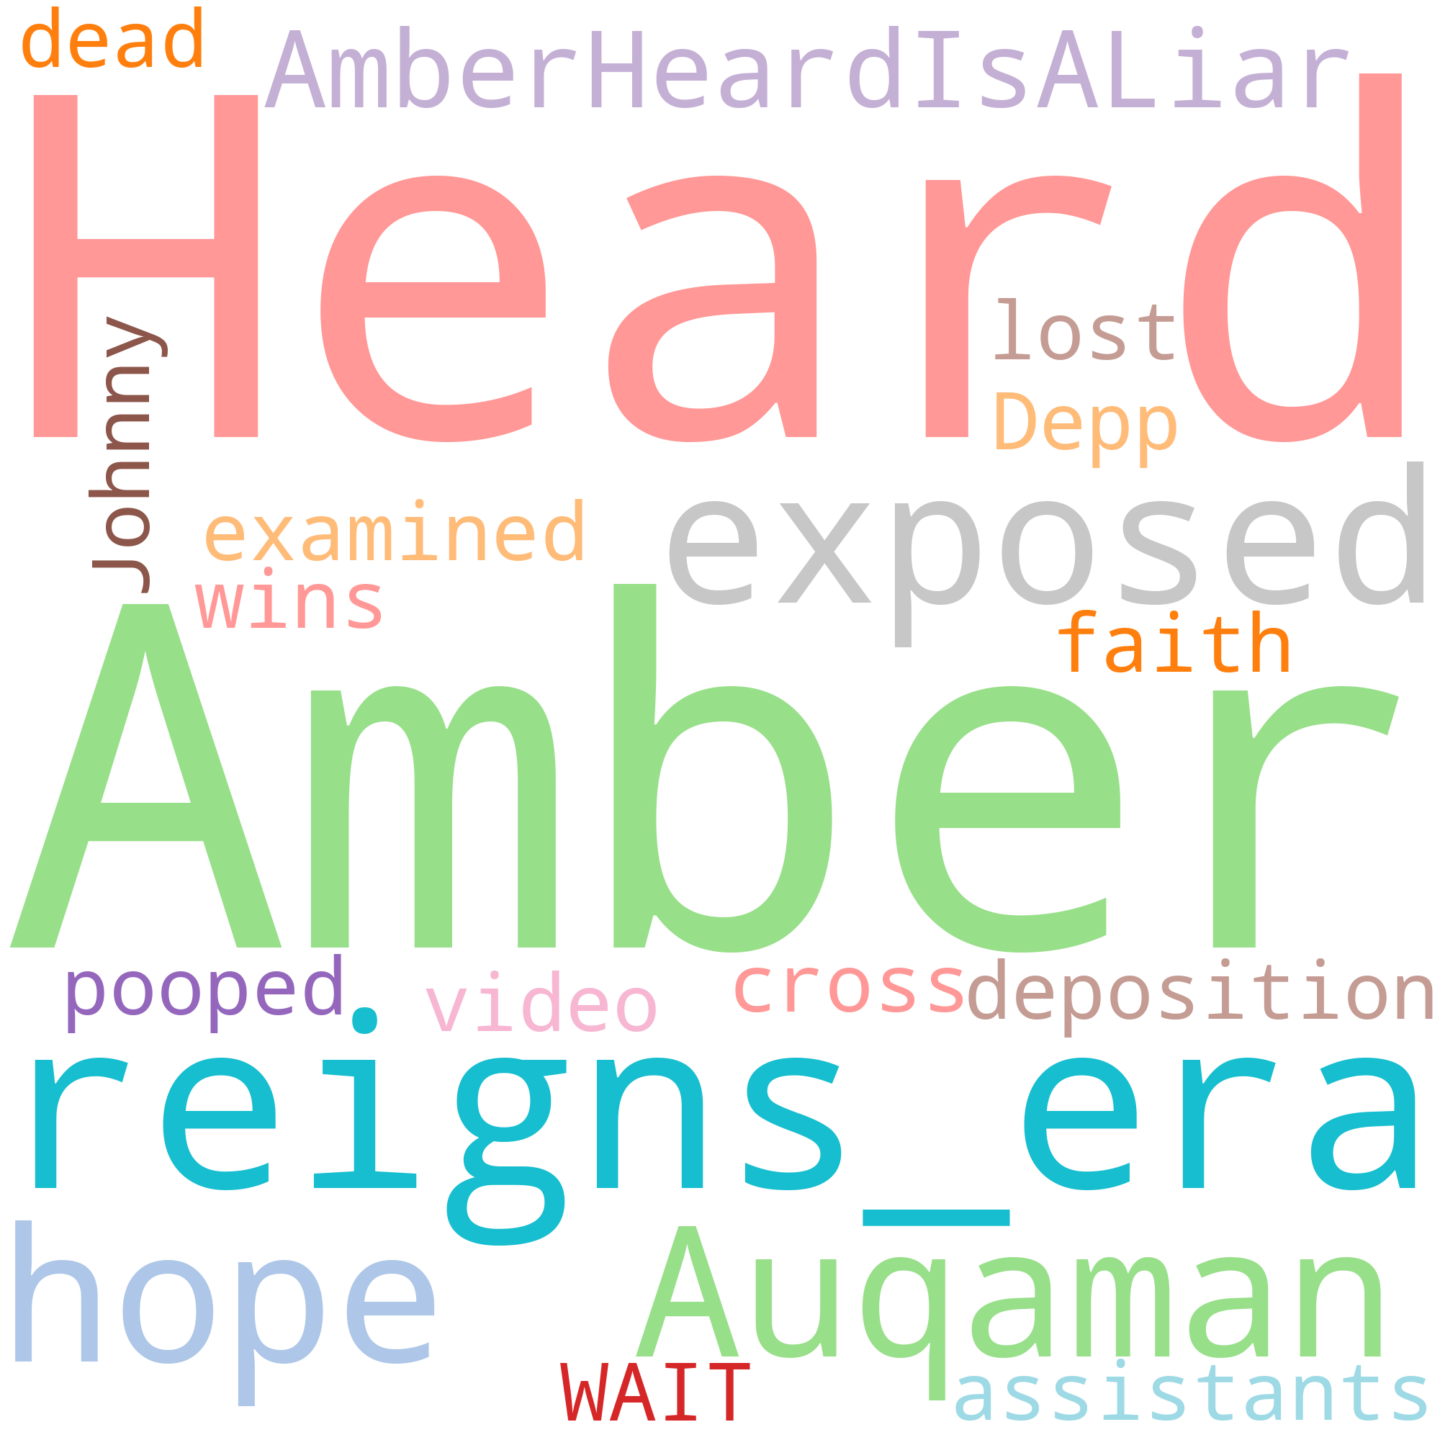 dead
AmberHeardIsALiar
Heard
lost
Johnny
Depp
examined
exposed
wins
faith
Amber
pooped
video
cross
deposition
reigns_era
hope
Auqaman
WAIT
assistants